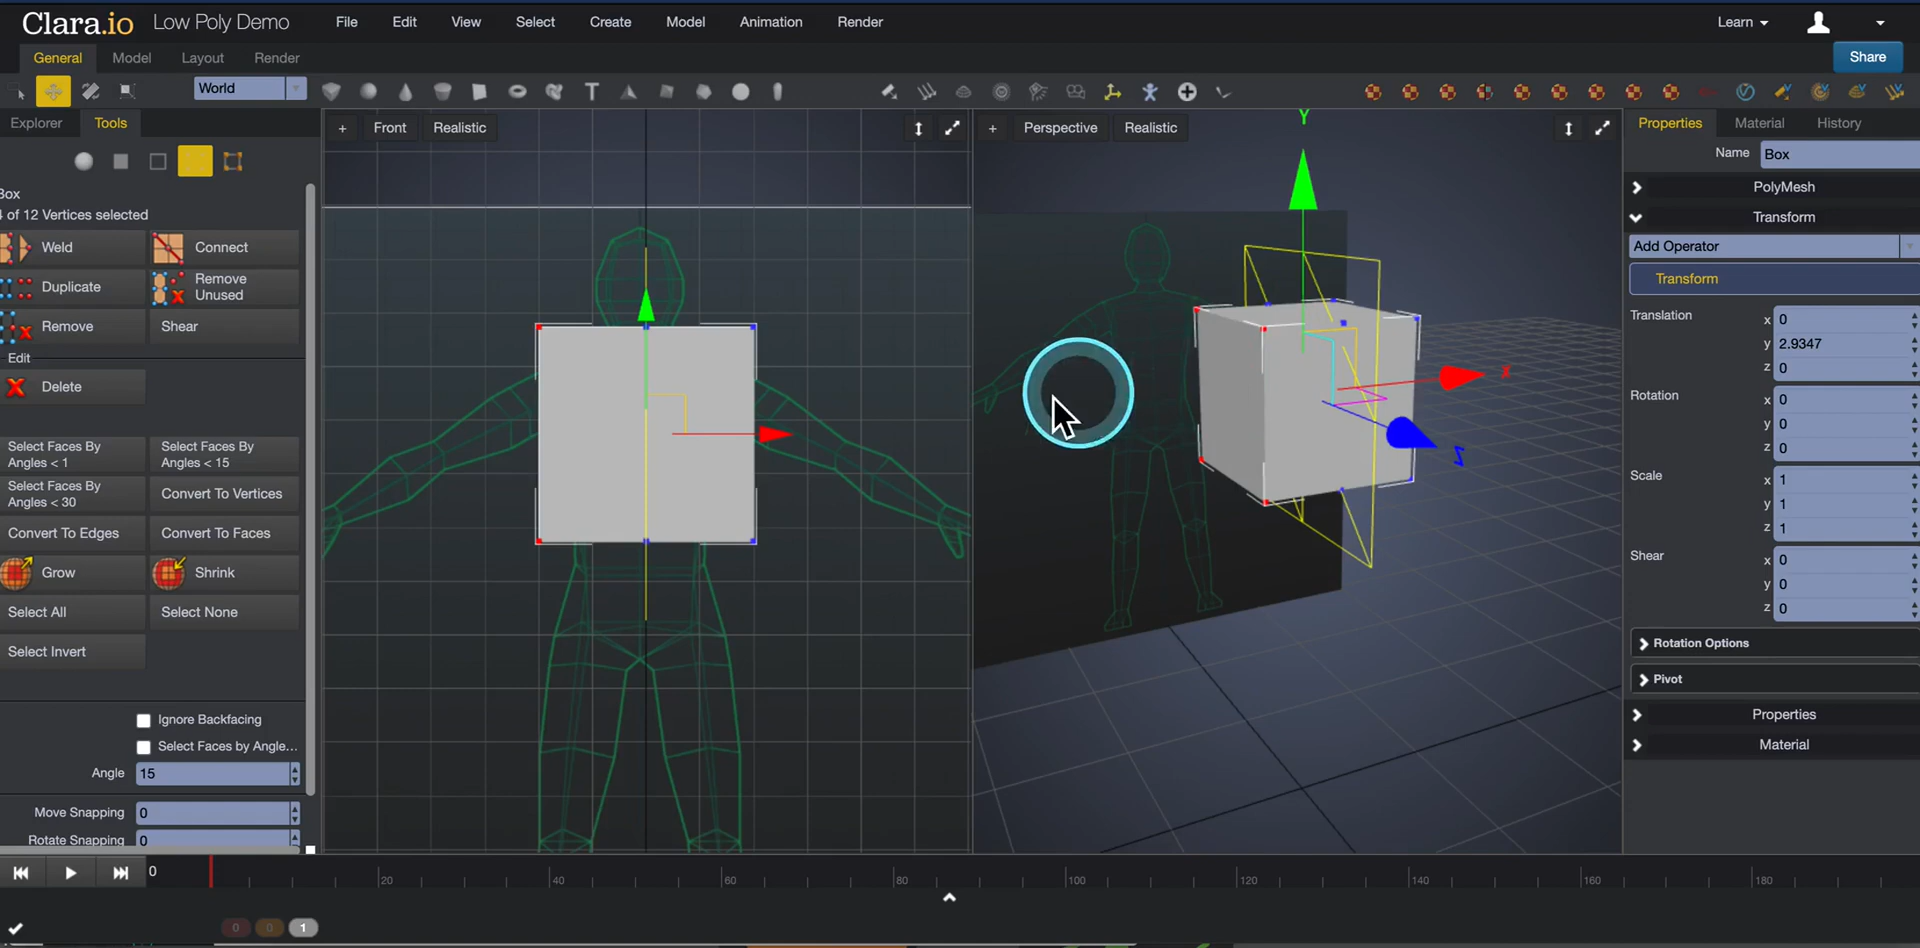 Clara.io Low Poly Demo File Edit View Select Create Model Animation Render Learn
General Model Layout Render Share
World
Explorer Tools + Front Realistic + Perspective Realistic Y Properties Material History
Name Box
PolyMesh
Transform
Add Operator
Transform
Translation x 0
y 2.9347
z 0
Rotation x 0
y 0
z 0
Scale x 1
y 1
z 1
Shear x 0
y 0
z 0
Rotation Options
Pivot
Properties
Material
Box
of 12 Vertices selected
Weld Connect
Duplicate Remove Unused
Remove Shear
Edit
Delete
Select Faces By Angles < 1 Select Faces By Angles < 15
Select Faces By Angles < 30 Convert To Vertices
Convert To Edges Convert To Faces
Grow Shrink
Select All Select None
Select Invert
Ignore Backfacing
Select Faces by Angle...
Angle 15
Move Snapping 0
Rotate Snapping 0
x
z
0 20 40 60 80 100 120 140 160 180
0 0 1